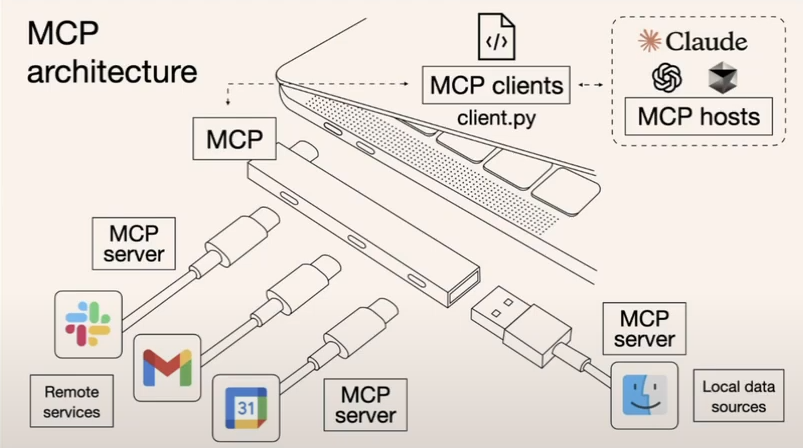 MCP
architecture
</>
MCP clients
client.py
Claude
MCP hosts
MCP
MCP
server
MCP
server
31
MCP
server
Remote
services
Local data
sources